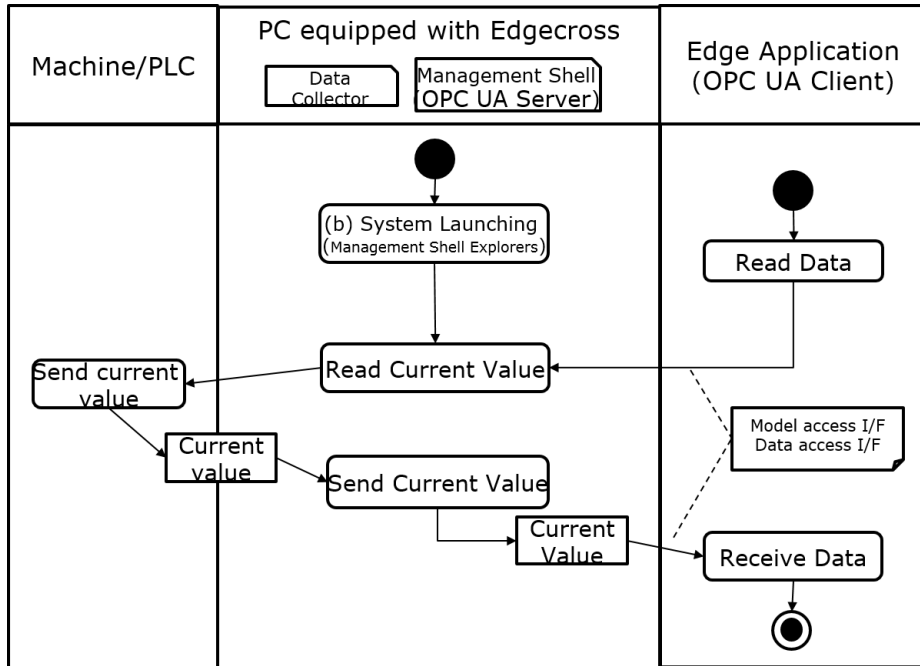 Machine/PLC
PC equipped with Edgecross
Data
Collector
Management Shell
(OPC UA Server)
Edge Application
(OPC UA Client)
(b) System Launching
(Management Shell Explorers)
Read Data
Read Current Value
Send current
value
Current
value
Model access I/F
Data access I/F
Send Current Value
Current
Value
Receive Data